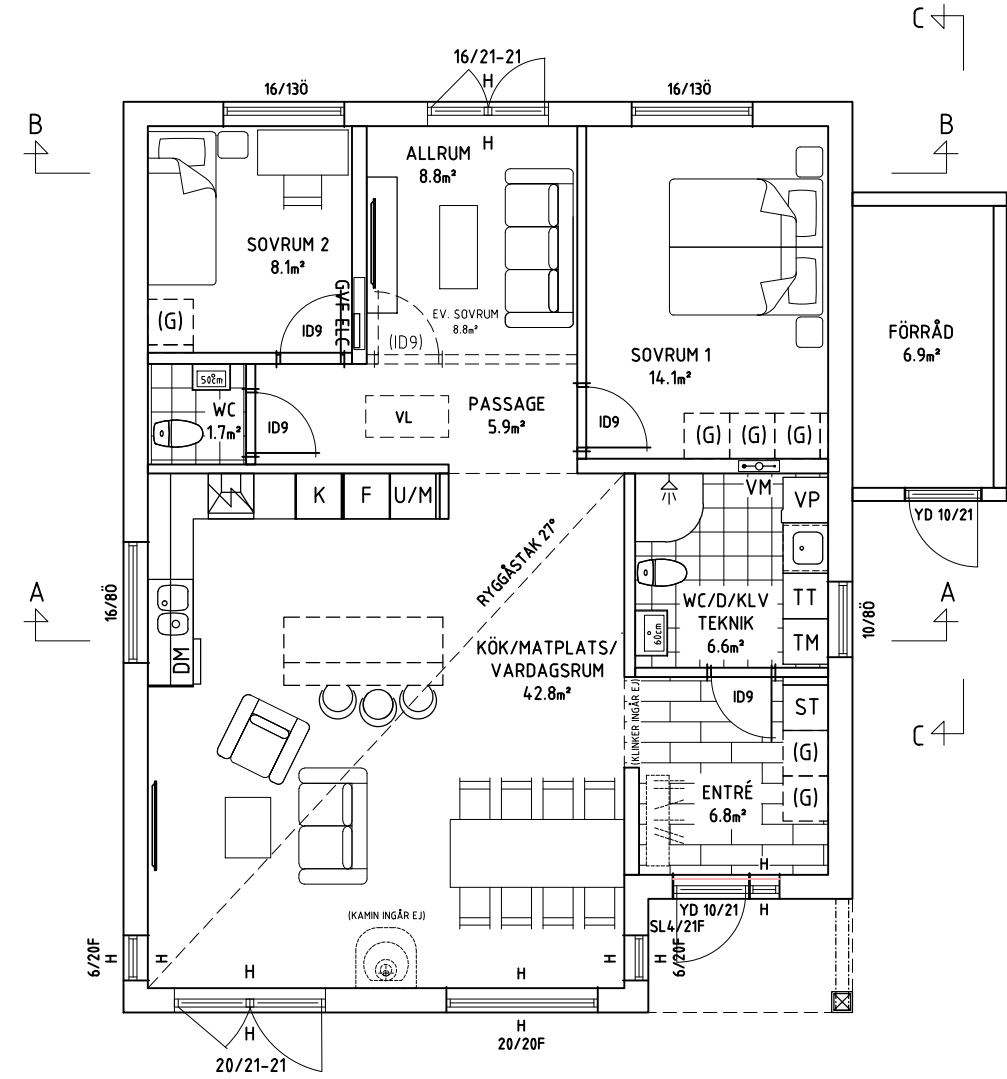 C
16/21-21
H
16/13Ö
16/13Ö
B
B
H
ALLRUM
8.8m²
SOVRUM 2
8.1m²
GVF ELC
EV. SOVRUM
8.8m²
(G)
ID9
(ID9)
FÖRRÅD
6.9m²
SOVRUM 1
14.1m²
50cm
WC
1.7m²
ID9
VL
PASSAGE
5.9m²
ID9
(G)
(G)
(G)
K
F
U/M
VM
VP
YD 10/21
RYGGÅSTAK 27°
A
A
16/8Ö
10/8Ö
WC/D/KLV
TEKNIK
6.6m²
TT
TM
60cm
DM
KÖK/MATPLATS/
VARDAGSRUM
42.8m²
(KLINKER INGÅR EJ)
ID9
ST
C
(G)
(G)
ENTRÉ
6.8m²
H
YD 10/21
H
SL4/21F
(KAMIN INGÅR EJ)
6/20F
H
H
H
H
H
H
6/20F
H
20/21-21
H
20/20F